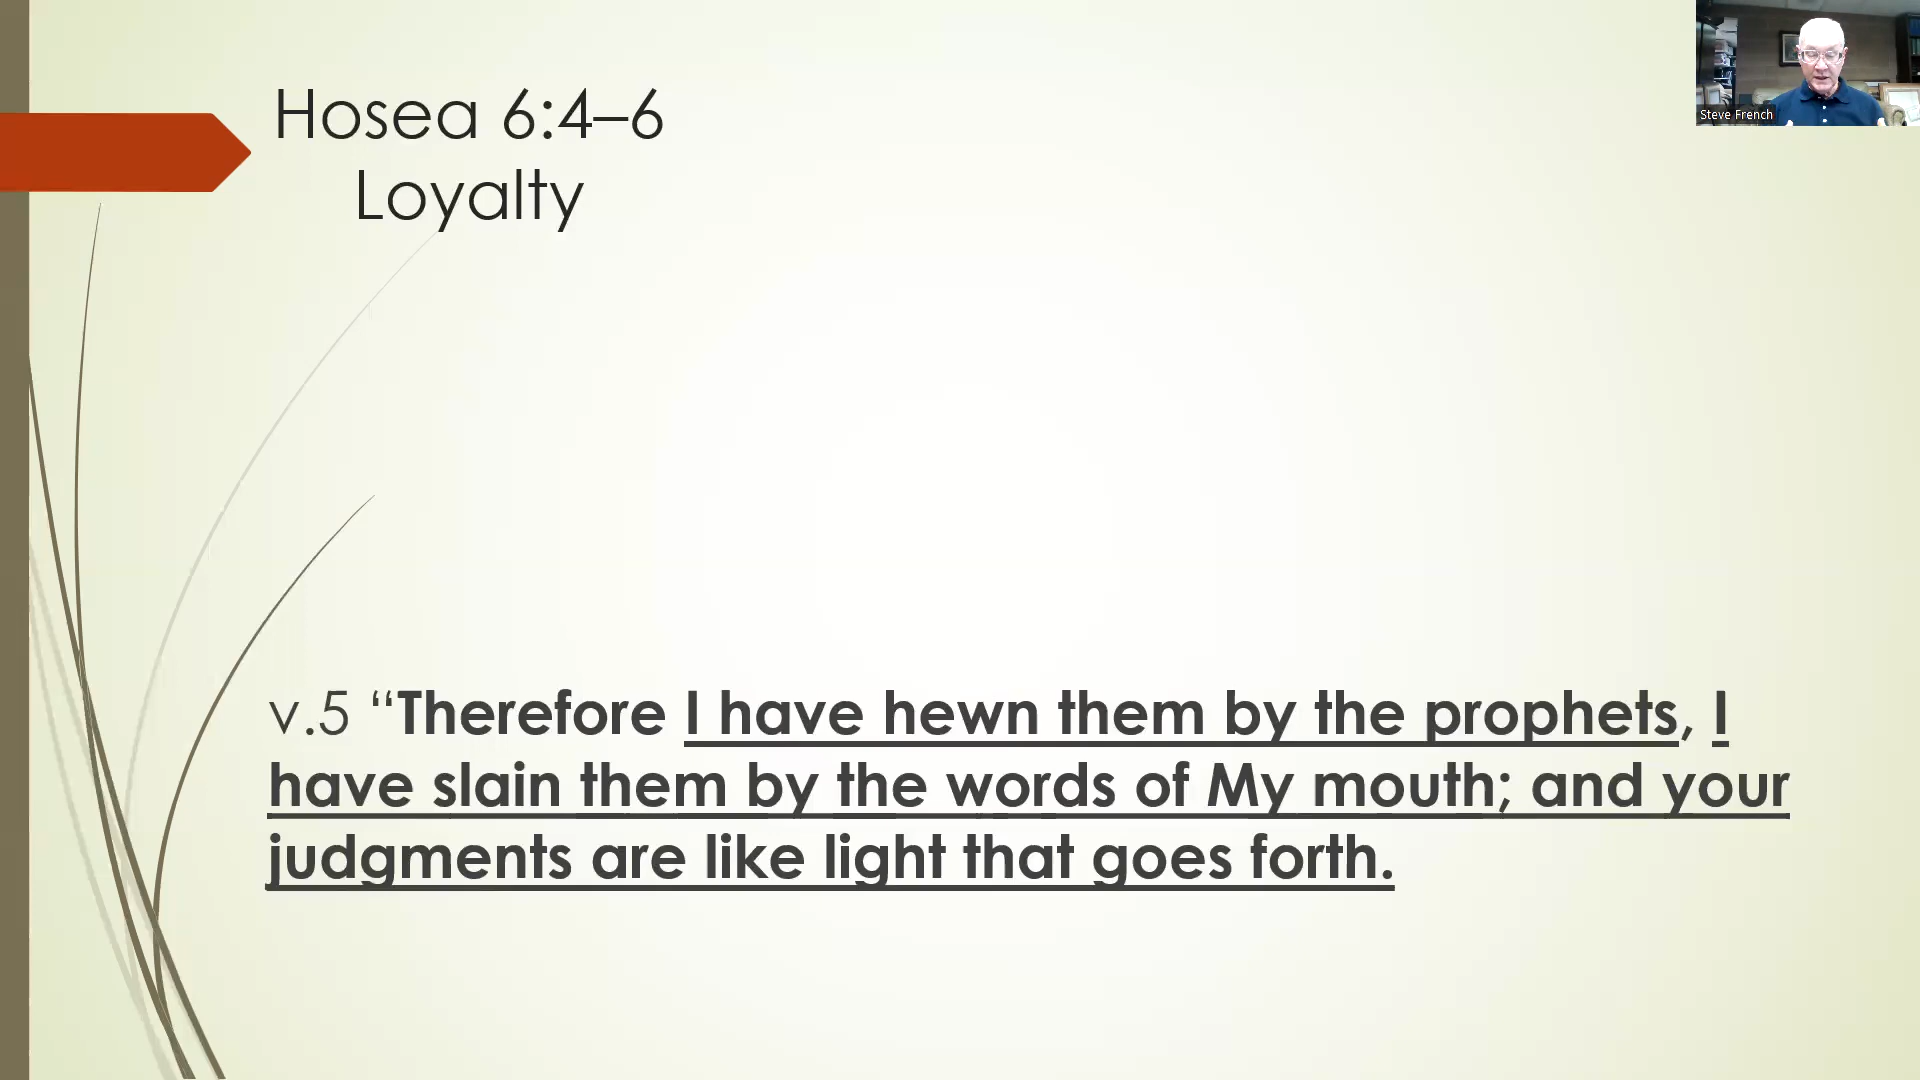 Hosea 6:4–6
Loyalty
Steve French
v.5 “Therefore I have hewn them by the prophets, I
have slain them by the words of My mouth; and your
judgments are like light that goes forth.